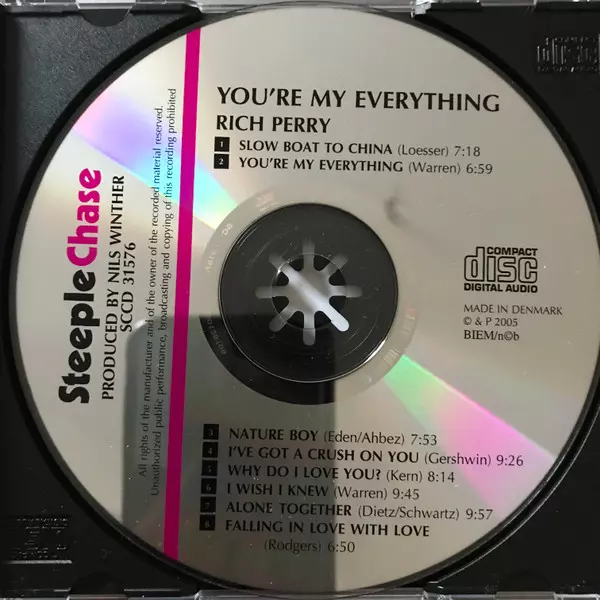 YOU'RE MY EVERYTHING
RICH PERRY
1 SLOW BOAT TO CHINA (Loesser) 7:18
2 YOU'RE MY EVERYTHING (Warren) 6:59
SteepleChase
PRODUCED BY NILS WINTHER
SCCD 31576
All rights of the manufacturer and of the owner of the recorded material reserved.
Unauthorized public performance, broadcasting and copying of this recording prohibited
COMPACT
disc
DIGITAL AUDIO
MADE IN DENMARK
© & P 2005
BIEM/n©b
3 NATURE BOY (Eden/Ahbez) 7:53
4 I'VE GOT A CRUSH ON YOU (Gershwin) 9:26
5 WHY DO I LOVE YOU? (Kern) 8:14
6 I WISH I KNEW (Warren) 9:45
7 ALONE TOGETHER (Dietz/Schwartz) 9:57
8 FALLING IN LOVE WITH LOVE
(Rodgers) 6:50
disc